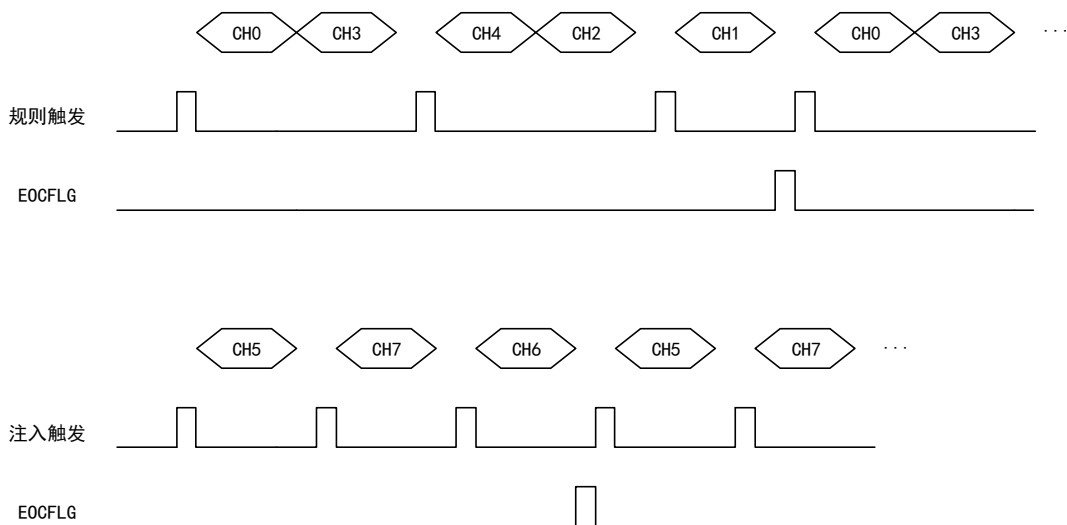 CH0 CH3 CH4 CH2 CH1 CH0 CH3 ···
规则触发
EOCFLG
CH5 CH7 CH6 CH5 CH7 ···
注入触发
EOCFLG